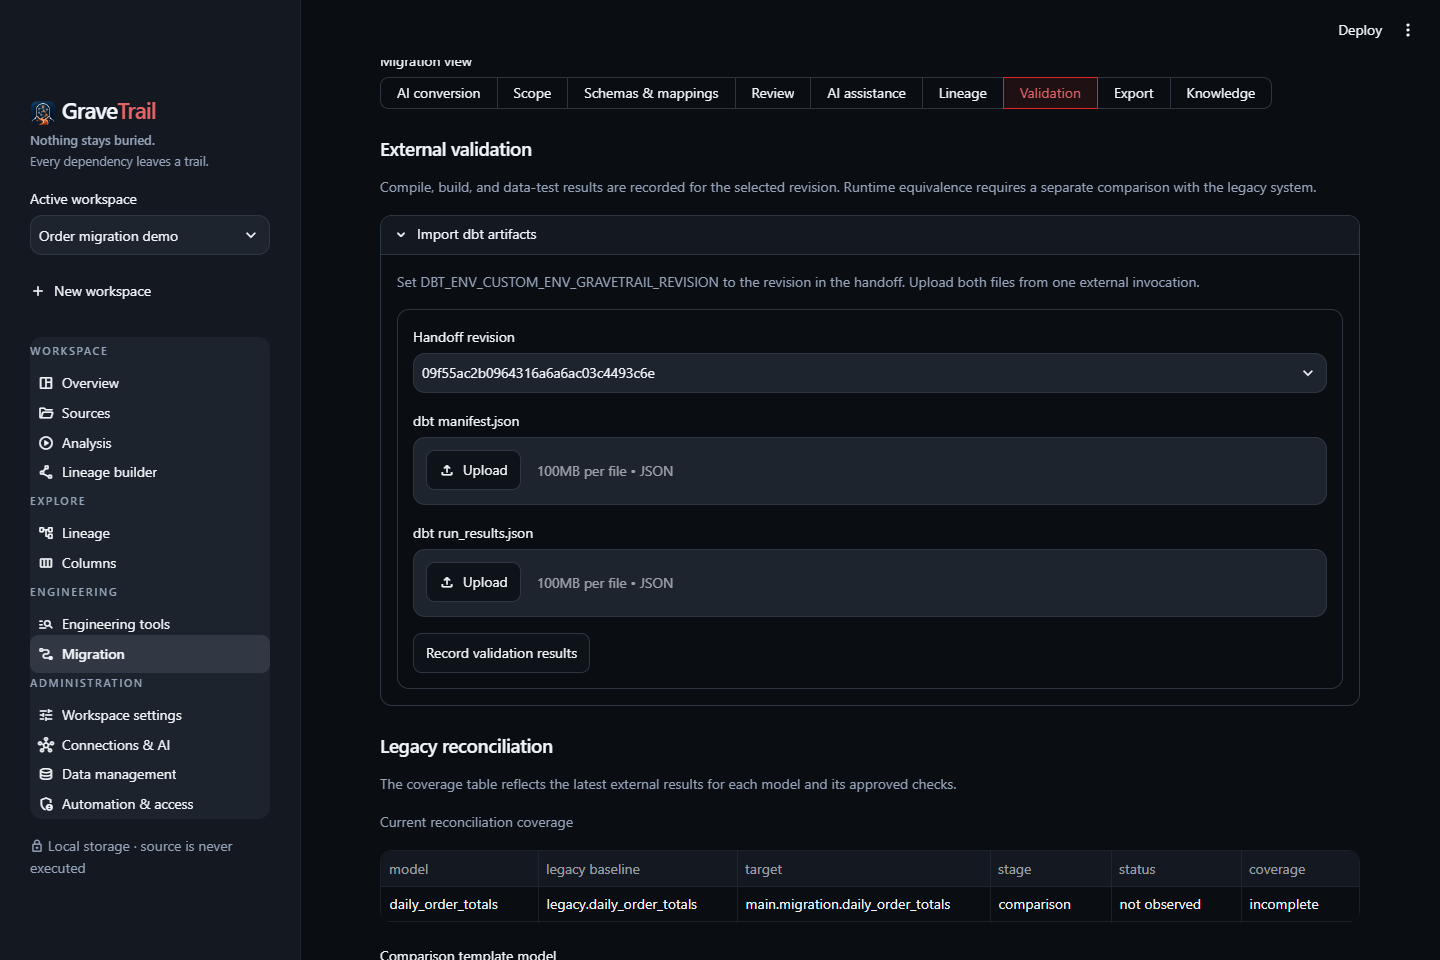 Deploy
GraveTrail
Nothing stays buried.
Every dependency leaves a trail.
Active workspace
Order migration demo
New workspace
WORKSPACE
Overview
Sources
Analysis
Lineage builder
EXPLORE
Lineage
Columns
ENGINEERING
Engineering tools
Migration
ADMINISTRATION
Workspace settings
Connections & AI
Data management
Automation & access
Local storage · source is never
executed
Migration view
AI conversion Scope Schemas & mappings Review AI assistance Lineage Validation Export Knowledge
External validation
Compile, build, and data-test results are recorded for the selected revision. Runtime equivalence requires a separate comparison with the legacy system.
Import dbt artifacts
Set DBT_ENV_CUSTOM_ENV_GRAVETRAIL_REVISION to the revision in the handoff. Upload both files from one external invocation.
Handoff revision
09f55ac2b0964316a6a6ac03c4493c6e
dbt manifest.json
Upload 100MB per file • JSON
dbt run_results.json
Upload 100MB per file • JSON
Record validation results
Legacy reconciliation
The coverage table reflects the latest external results for each model and its approved checks.
Current reconciliation coverage
model legacy baseline target stage status coverage
daily_order_totals legacy.daily_order_totals main.migration.daily_order_totals comparison not observed incomplete
Comparison template model